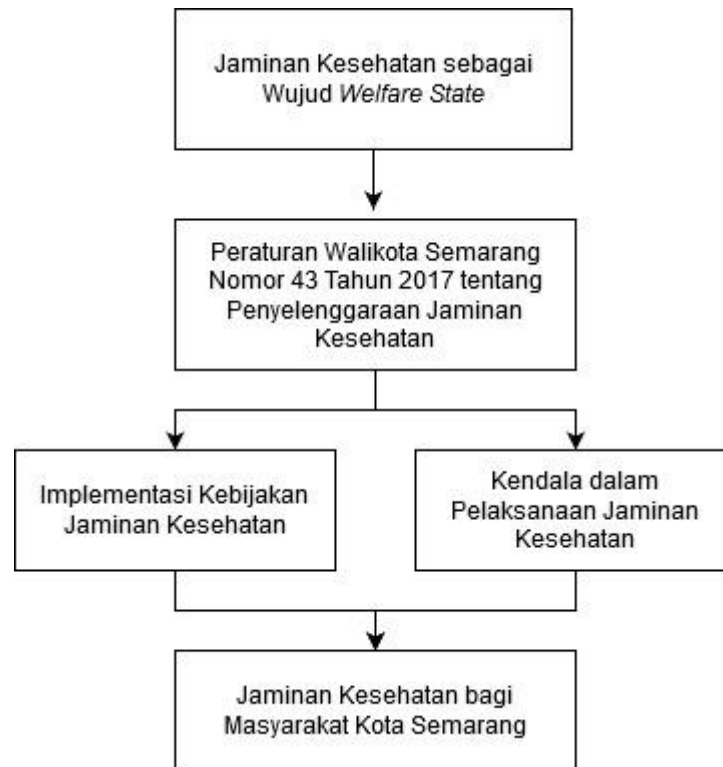 Jaminan Kesehatan sebagai
Wujud Welfare State
Peraturan Walikota Semarang
Nomor 43 Tahun 2017 tentang
Penyelenggaraan Jaminan
Kesehatan
Implementasi Kebijakan
Jaminan Kesehatan
Kendala dalam
Pelaksanaan Jaminan
Kesehatan
Jaminan Kesehatan bagi
Masyarakat Kota Semarang